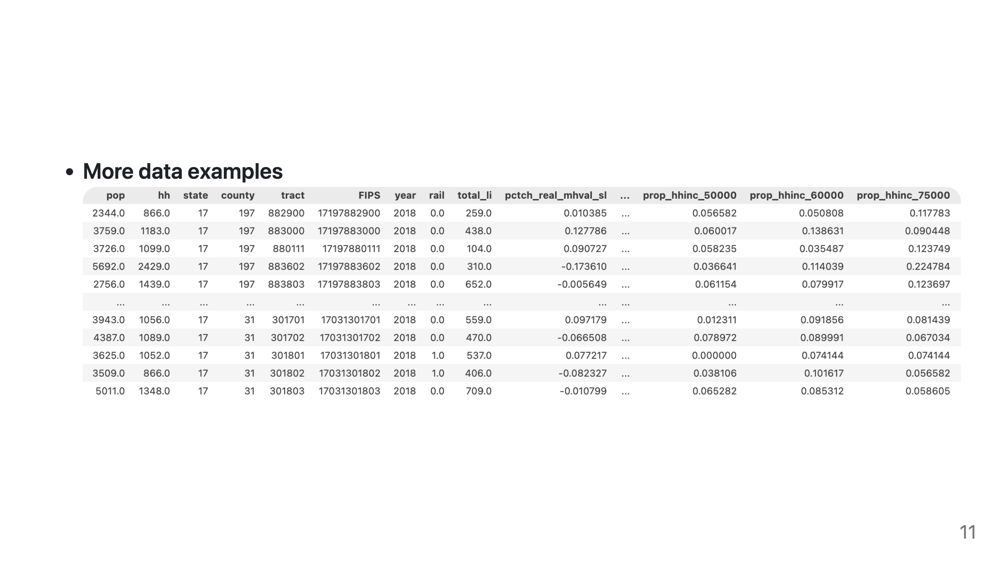 • More data examples
pop hh state county tract FIPS year rail total_li pctch_real_mhval_sl ... prop_hhinc_50000 prop_hhinc_60000 prop_hhinc_75000
2344.0 866.0 17 197 882900 17197882900 2018 0.0 259.0 0.010385 ... 0.056582 0.050808 0.117783
3759.0 1183.0 17 197 883000 17197883000 2018 0.0 438.0 0.127786 ... 0.060017 0.138631 0.090448
3726.0 1099.0 17 197 880111 17197880111 2018 0.0 104.0 0.090727 ... 0.058235 0.035487 0.123749
5692.0 2429.0 17 197 883602 17197883602 2018 0.0 310.0 -0.173610 ... 0.036641 0.114039 0.224784
2756.0 1439.0 17 197 883803 17197883803 2018 0.0 652.0 -0.005649 ... 0.061154 0.079917 0.123697
... ... ... ... ... ... ... ... ... ... ... ... ... ...
3943.0 1056.0 17 31 301701 17031301701 2018 0.0 559.0 0.097179 ... 0.012311 0.091856 0.081439
4387.0 1089.0 17 31 301702 17031301702 2018 0.0 470.0 -0.066508 ... 0.078972 0.089991 0.067034
3625.0 1052.0 17 31 301801 17031301801 2018 1.0 537.0 0.077217 ... 0.000000 0.074144 0.074144
3509.0 866.0 17 31 301802 17031301802 2018 1.0 406.0 -0.082327 ... 0.038106 0.101617 0.056582
5011.0 1348.0 17 31 301803 17031301803 2018 0.0 709.0 -0.010799 ... 0.065282 0.085312 0.058605
11